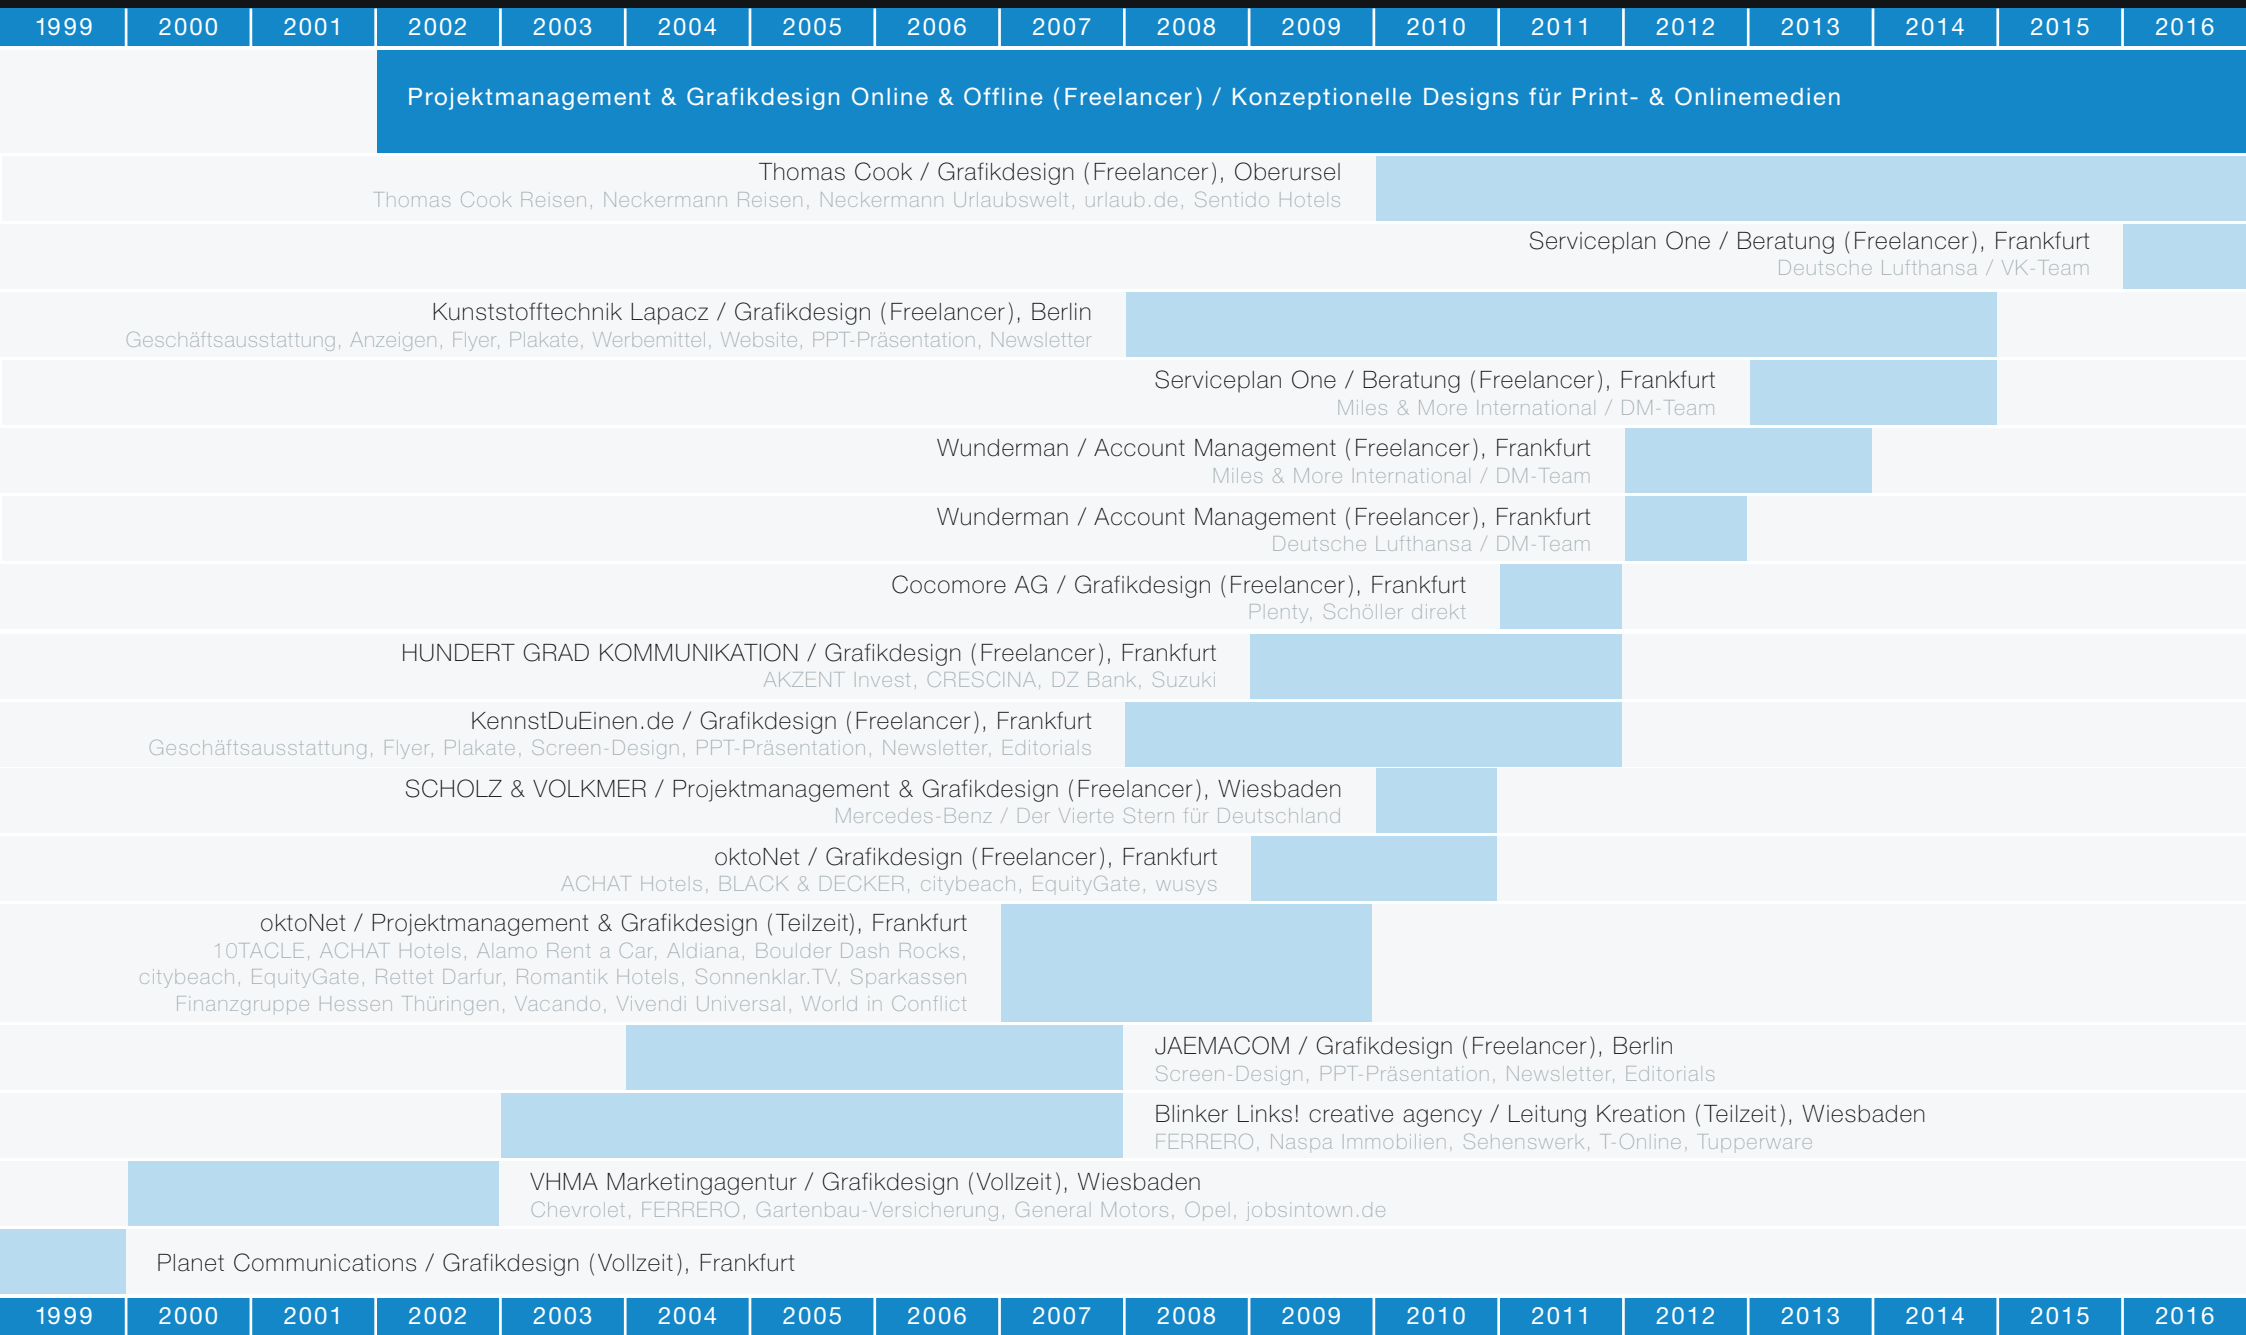 1999 2000 2001 2002 2003 2004 2005 2006 2007 2008 2009 2010 2011 2012 2013 2014 2015 2016
Projektmanagement & Grafikdesign Online & Offline (Freelancer) / Konzeptionelle Designs für Print- & Onlinemedien
Thomas Cook / Grafikdesign (Freelancer), Oberursel
Thomas Cook Reisen, Neckermann Reisen, Neckermann Urlaubswelt, urlaub.de, Sentido Hotels
Serviceplan One / Beratung (Freelancer), Frankfurt
Deutsche Lufthansa / VK-Team
Kunststofftechnik Lapacz / Grafikdesign (Freelancer), Berlin
Geschäftsausstattung, Anzeigen, Flyer, Plakate, Werbemittel, Website, PPT-Präsentation, Newsletter
Serviceplan One / Beratung (Freelancer), Frankfurt
Miles & More International / DM-Team
Wunderman / Account Management (Freelancer), Frankfurt
Miles & More International / DM-Team
Wunderman / Account Management (Freelancer), Frankfurt
Deutsche Lufthansa / DM-Team
Cocomore AG / Grafikdesign (Freelancer), Frankfurt
Plenty, Schöller direkt
HUNDERT GRAD KOMMUNIKATION / Grafikdesign (Freelancer), Frankfurt
AKZENT Invest, CRESCINA, DZ Bank, Suzuki
KennstDuEinen.de / Grafikdesign (Freelancer), Frankfurt
Geschäftsausstattung, Flyer, Plakate, Screen-Design, PPT-Präsentation, Newsletter, Editorials
SCHOLZ & VOLKMER / Projektmanagement & Grafikdesign (Freelancer), Wiesbaden
Mercedes-Benz / Der Vierte Stern für Deutschland
oktoNet / Grafikdesign (Freelancer), Frankfurt
ACHAT Hotels, BLACK & DECKER, citybeach, EquityGate, wusys
oktoNet / Projektmanagement & Grafikdesign (Teilzeit), Frankfurt
10TACLE, ACHAT Hotels, Alamo Rent a Car, Aldiana, Boulder Dash Rocks,
citybeach, EquityGate, Rettet Darfur, Romantik Hotels, Sonnenklar.TV, Sparkassen
Finanzgruppe Hessen Thüringen, Vacando, Vivendi Universal, World in Conflict
JAEMACOM / Grafikdesign (Freelancer), Berlin
Screen-Design, PPT-Präsentation, Newsletter, Editorials
Blinker Links! creative agency / Leitung Kreation (Teilzeit), Wiesbaden
FERRERO, Naspa Immobilien, Sehenswerk, T-Online, Tupperware
VHMA Marketingagentur / Grafikdesign (Vollzeit), Wiesbaden
Chevrolet, FERRERO, Gartenbau-Versicherung, General Motors, Opel, jobsintown.de
Planet Communications / Grafikdesign (Vollzeit), Frankfurt
1999 2000 2001 2002 2003 2004 2005 2006 2007 2008 2009 2010 2011 2012 2013 2014 2015 2016